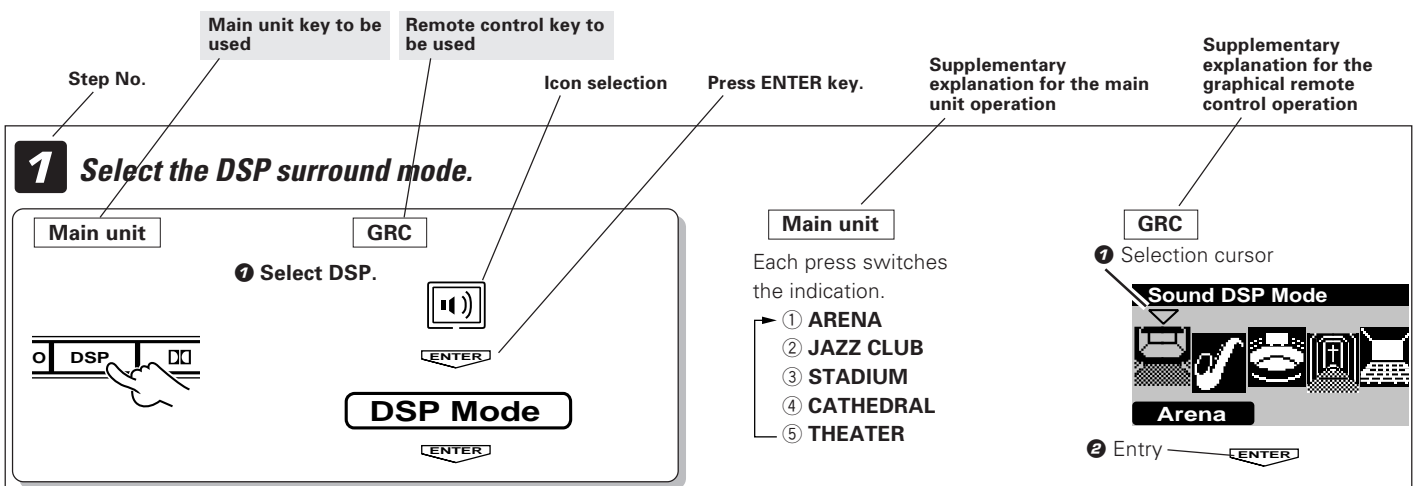 Main unit key to be
used
Remote control key to
be used
Step No.
Icon selection
Press ENTER key.
Supplementary
explanation for the main
unit operation
Supplementary
explanation for the
graphical remote
control operation
1 Select the DSP surround mode.
Main unit
GRC
❶ Select DSP.
O DSP
ENTER
DSP Mode
ENTER
Main unit
Each press switches
the indication.
① ARENA
② JAZZ CLUB
③ STADIUM
④ CATHEDRAL
⑤ THEATER
GRC
❶ Selection cursor
Sound DSP Mode
Arena
❷ Entry
ENTER